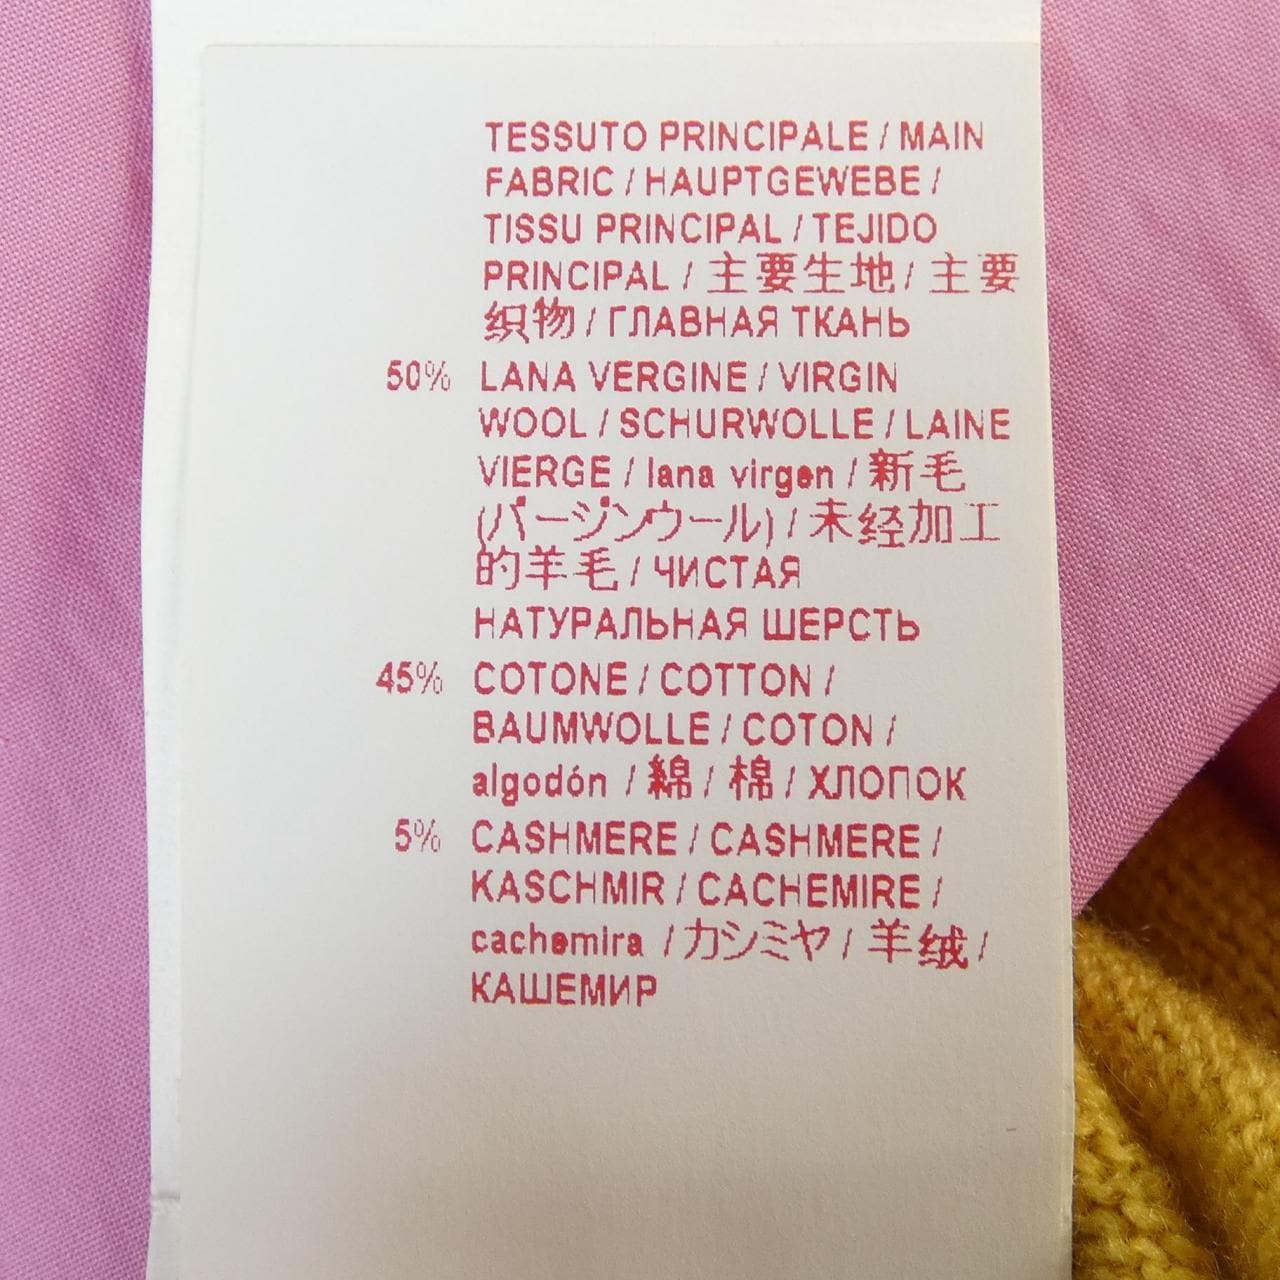 TESSUTO PRINCIPALE / MAIN
FABRIC / HAUPTGEWEBE /
TISSU PRINCIPAL / TEJIDO
PRINCIPAL / 主要生地 / 主要
织物 / ГЛАВНАЯ ТКАНЬ
50% LANA VERGINE / VIRGIN
WOOL / SCHURWOLLE / LAINE
VIERGE / lana virgen / 新毛
(バージンウール) / 未经加工
的羊毛 / ЧИСТАЯ
НАТУРАЛЬНАЯ ШЕРСТЬ
45% COTONE / COTTON /
BAUMWOLLE / COTON /
algodón / 綿 / 棉 / ХЛОПОК
5% CASHMERE / CASHMERE /
KASCHMIR / CACHEMIRE /
cachemira / カシミヤ / 羊绒 /
КАШЕМИР